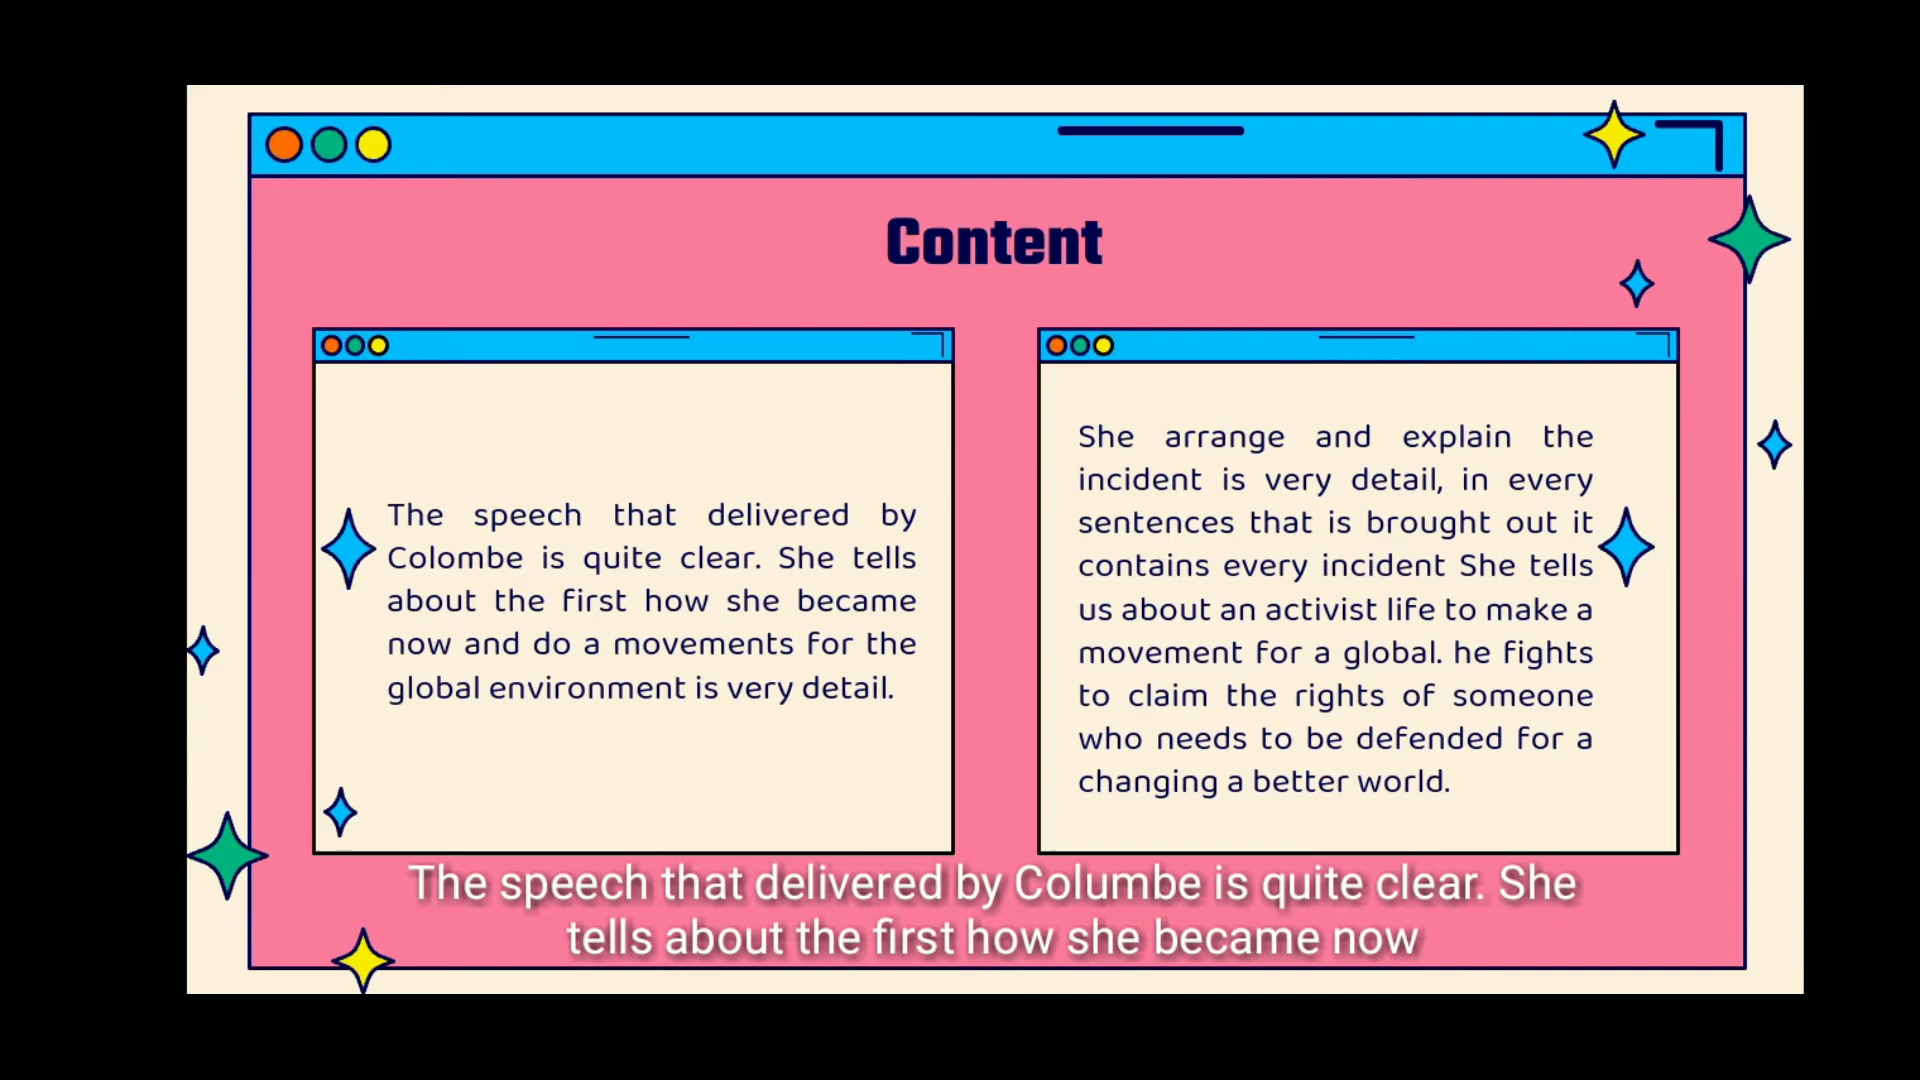 Content
The speech that delivered by
Colombe is quite clear. She tells
about the first how she became
now and do a movements for the
global environment is very detail.
She arrange and explain the
incident is very detail, in every
sentences that is brought out it
contains every incident She tells
us about an activist life to make a
movement for a global. he fights
to claim the rights of someone
who needs to be defended for a
changing a better world.
The speech that delivered by Columbe is quite clear. She
tells about the first how she became now